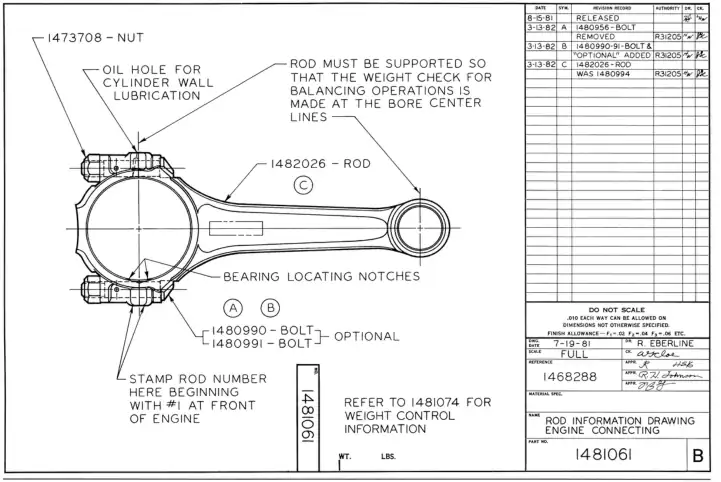 1473708 - NUT
OIL HOLE FOR
CYLINDER WALL
LUBRICATION
ROD MUST BE SUPPORTED SO
THAT THE WEIGHT CHECK FOR
BALANCING OPERATIONS IS
MADE AT THE BORE CENTER
LINES
1482026 - ROD
C
BEARING LOCATING NOTCHES
A B
1480990 - BOLT
1480991 - BOLT
OPTIONAL
STAMP ROD NUMBER
HERE BEGINNING
WITH #1 AT FRONT
OF ENGINE
NO.
1481061
REFER TO 1481074 FOR
WEIGHT CONTROL
INFORMATION
WT. LBS.
DATE SYM. REVISION RECORD AUTHORITY DR. CK.
8-15-81 RELEASED
3-13-82 A 1480956-BOLT
REMOVED R31205
3-13-82 B 1480990-91-BOLT &
"OPTIONAL" ADDED R31205
3-13-82 C 1482026-ROD
WAS 1480994 R31205
DO NOT SCALE
.010 EACH WAY CAN BE ALLOWED ON
DIMENSIONS NOT OTHERWISE SPECIFIED.
FINISH ALLOWANCE—F1=.02 F2=.04 F3=.06 ETC.
DWG. DATE 7-19-81 DR. R. EBERLINE
SCALE FULL CK.
REFERENCE
1468288
APPR.
APPR. R.H. Johnson
APPR.
MATERIAL SPEC.
NAME
ROD INFORMATION DRAWING
ENGINE CONNECTING
PART NO.
1481061 B